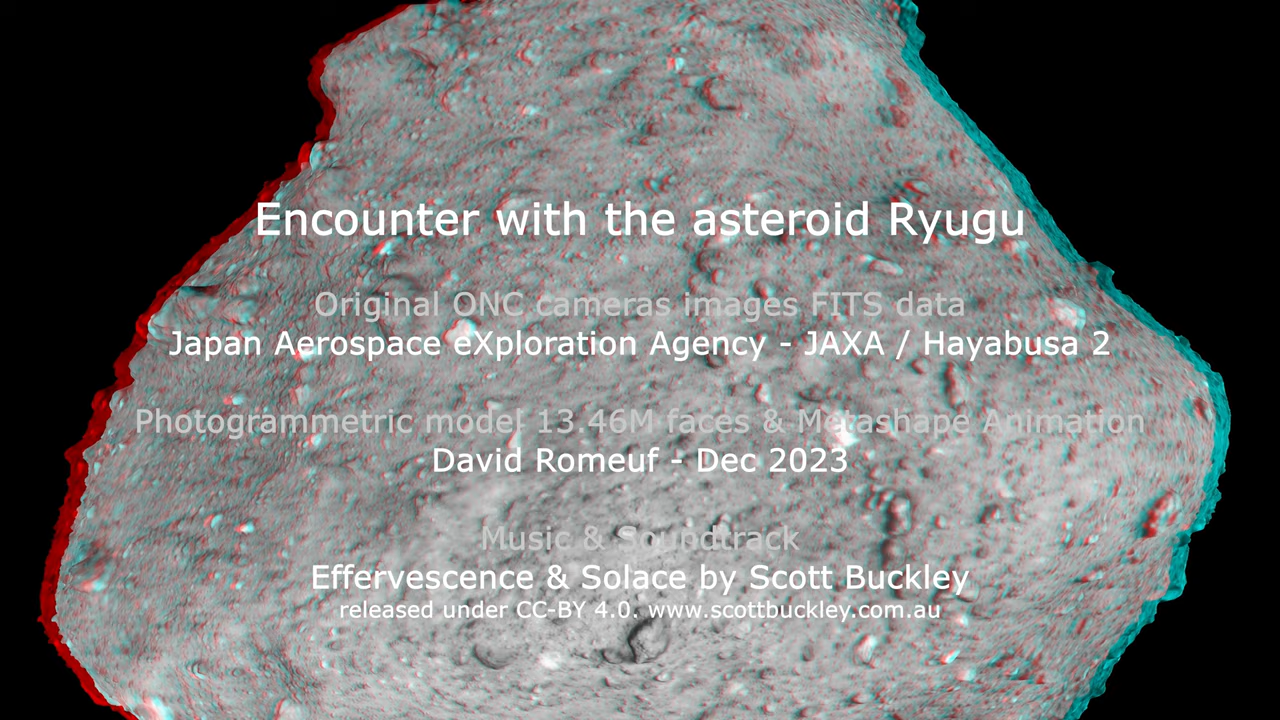 Encounter with the asteroid Ryugu
Original ONC cameras images FITS data
Japan Aerospace eXploration Agency - JAXA / Hayabusa 2
Photogrammetric model 13.46M faces & Metashape Animation
David Romeuf - Dec 2023
Music & Soundtrack
Effervescence & Solace by Scott Buckley
released under CC-BY 4.0. www.scottbuckley.com.au